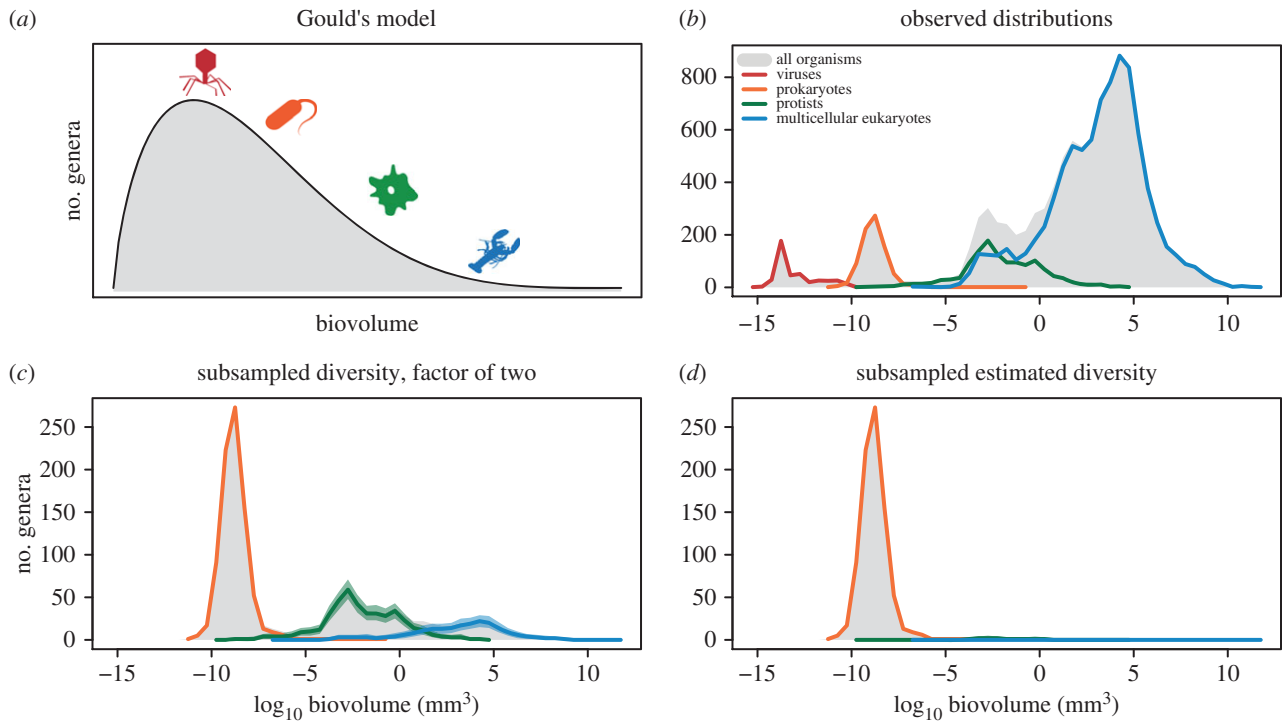 (a) Gould's model
no. genera
biovolume
(b) observed distributions
all organisms
viruses
prokaryotes
protists
multicellular eukaryotes
800
600
400
200
0
−15 −10 −5 0 5 10
(c) subsampled diversity, factor of two
no. genera
250
200
150
100
50
0
−15 −10 −5 0 5 10
log10 biovolume (mm³)
(d) subsampled estimated diversity
250
200
150
100
50
0
−15 −10 −5 0 5 10
log10 biovolume (mm³)